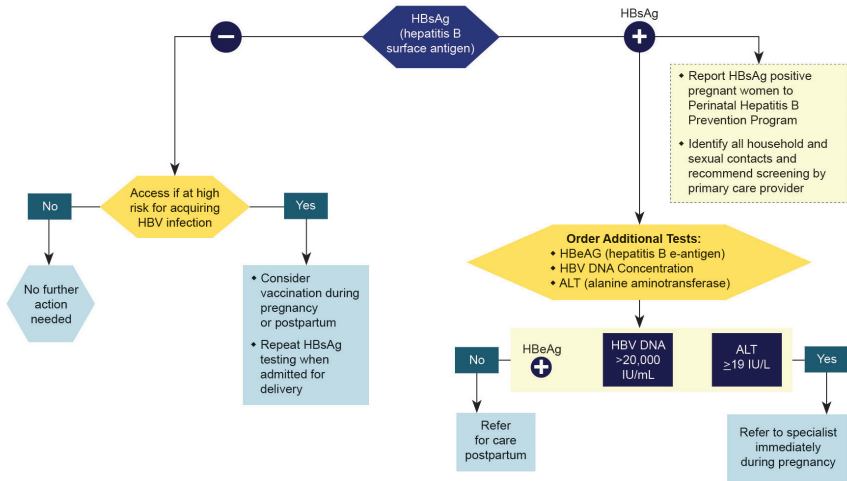 HBsAg
(hepatitis B
surface antigen)
HBsAg
◆ Report HBsAg positive
pregnant women to
Perinatal Hepatitis B
Prevention Program
◆ Identify all household and
sexual contacts and
recommend screening by
primary care provider
No
Access if at high
risk for acquiring
HBV infection
Yes
No further
action
needed
◆ Consider
vaccination during
pregnancy
or postpartum
◆ Repeat HBsAg
testing when
admitted for
delivery
Order Additional Tests:
◆ HBeAG (hepatitis B e-antigen)
◆ HBV DNA Concentration
◆ ALT (alanine aminotransferase)
No
HBeAg
+
HBV DNA
>20,000
IU/mL
ALT
≥19 IU/L
Yes
Refer
for care
postpartum
Refer to specialist
immediately
during pregnancy